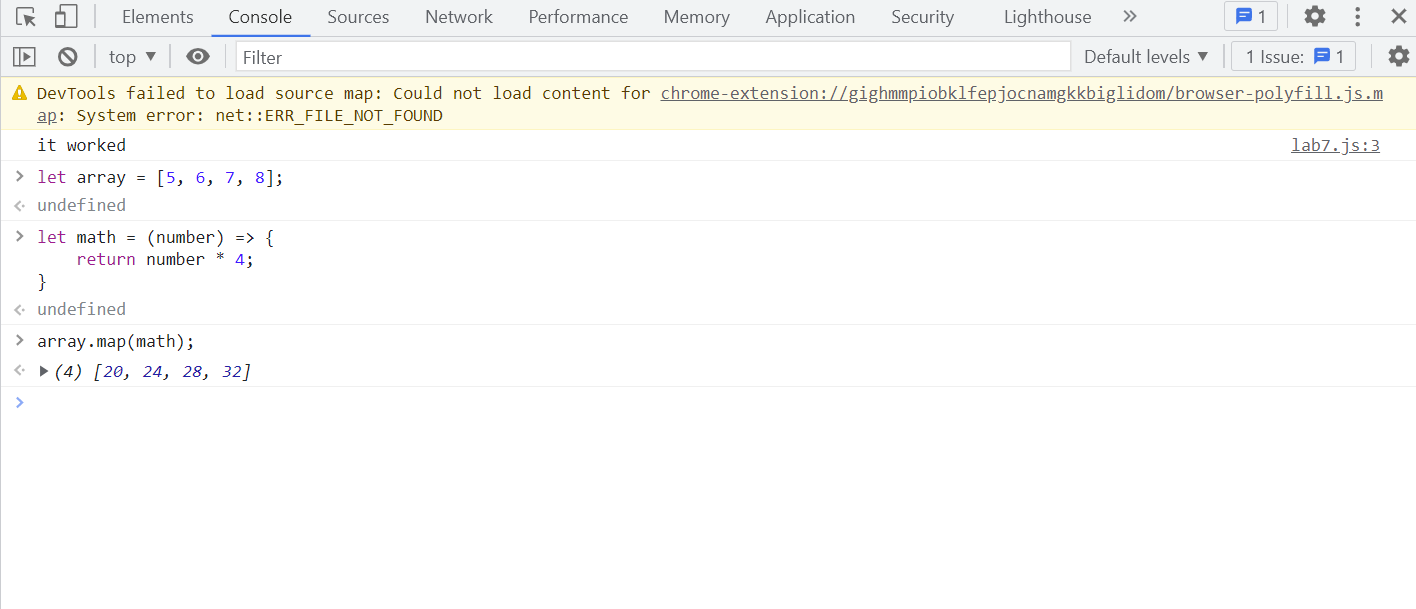 Elements Console Sources Network Performance Memory Application Security Lighthouse 1
top Filter Default levels 1 Issue: 1
DevTools failed to load source map: Could not load content for chrome-extension://gighmmpiobklfepjocnamgkkbiglidom/browser-polyfill.js.m
ap: System error: net::ERR_FILE_NOT_FOUND
it worked lab7.js:3
> let array = [5, 6, 7, 8];
undefined
> let math = (number) => {
return number * 4;
}
undefined
> array.map(math);
(4) [20, 24, 28, 32]
>